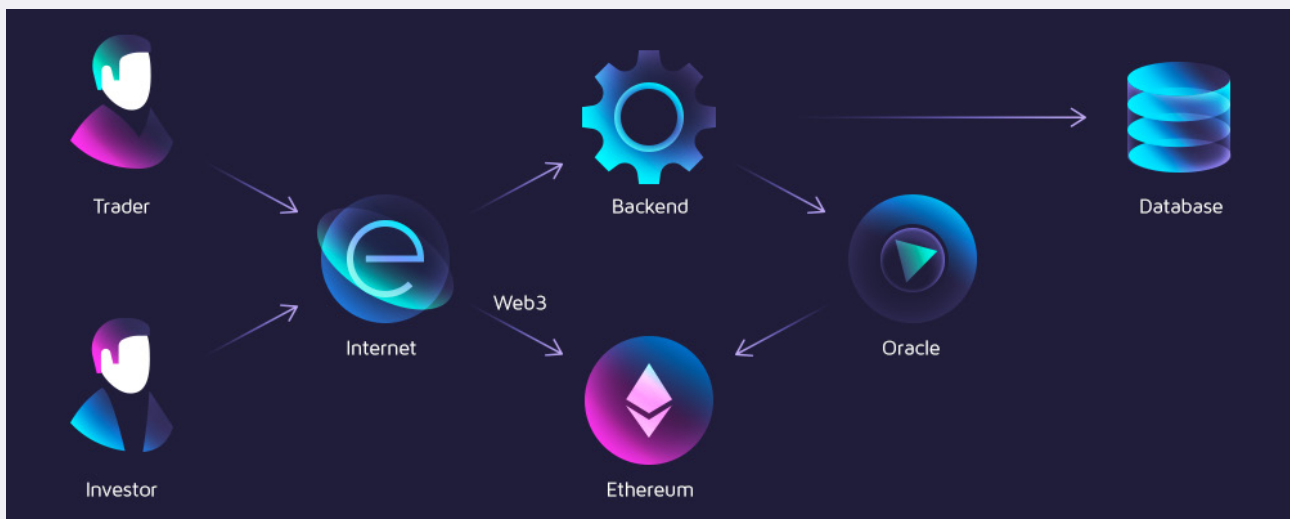 Trader
Backend
Database
Web3
Internet
Oracle
Investor
Ethereum